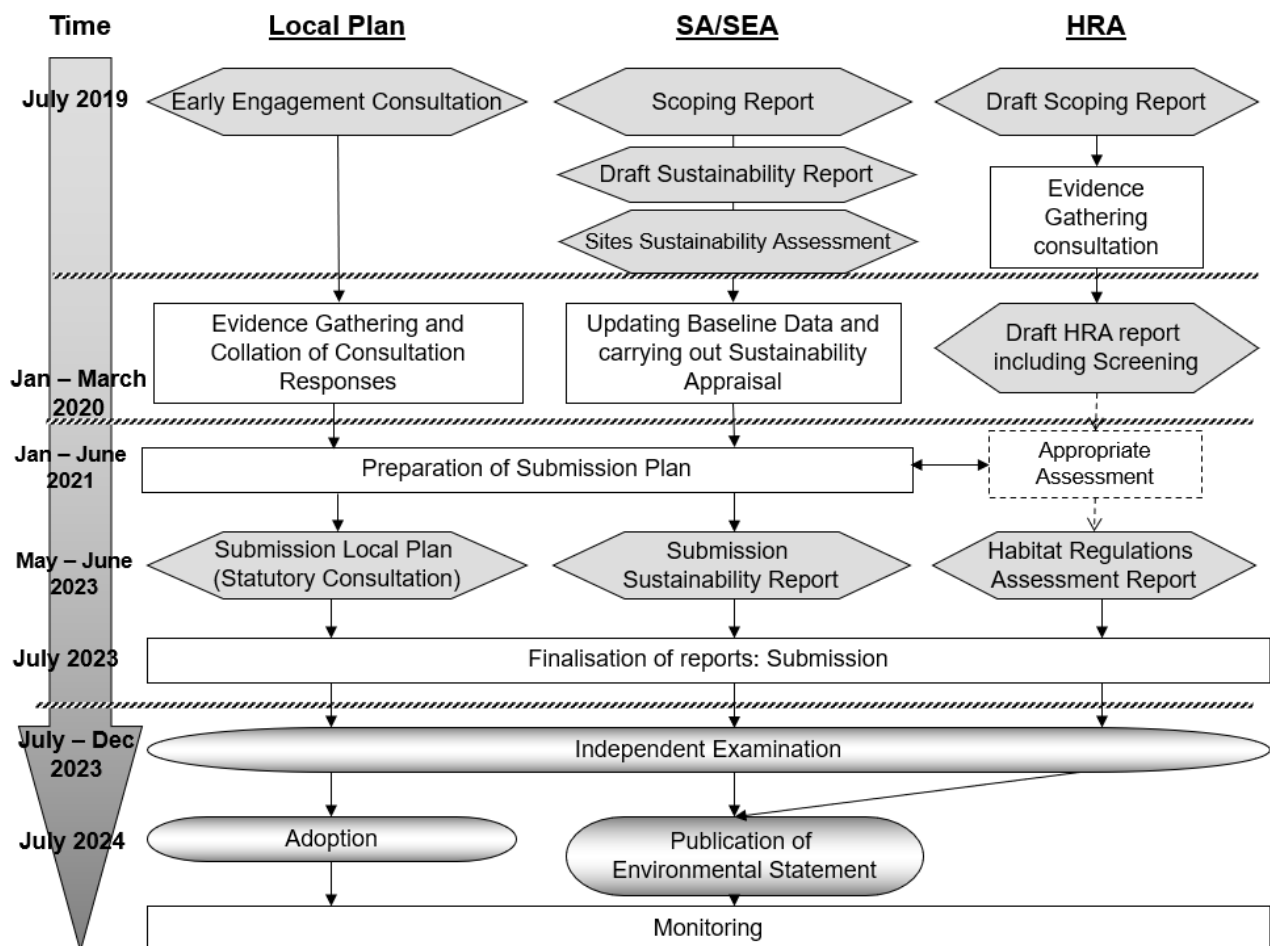 Time
Local Plan
SA/SEA
HRA
July 2019
Early Engagement Consultation
Scoping Report
Draft Scoping Report
Draft Sustainability Report
Sites Sustainability Assessment
Evidence
Gathering
consultation
Jan – March
2020
Evidence Gathering and
Collation of Consultation
Responses
Updating Baseline Data and
carrying out Sustainability
Appraisal
Draft HRA report
including Screening
Jan – June
2021
Preparation of Submission Plan
Appropriate
Assessment
May – June
2023
Submission Local Plan
(Statutory Consultation)
Submission
Sustainability Report
Habitat Regulations
Assessment Report
July 2023
Finalisation of reports: Submission
July – Dec
2023
Independent Examination
July 2024
Adoption
Publication of
Environmental Statement
Monitoring